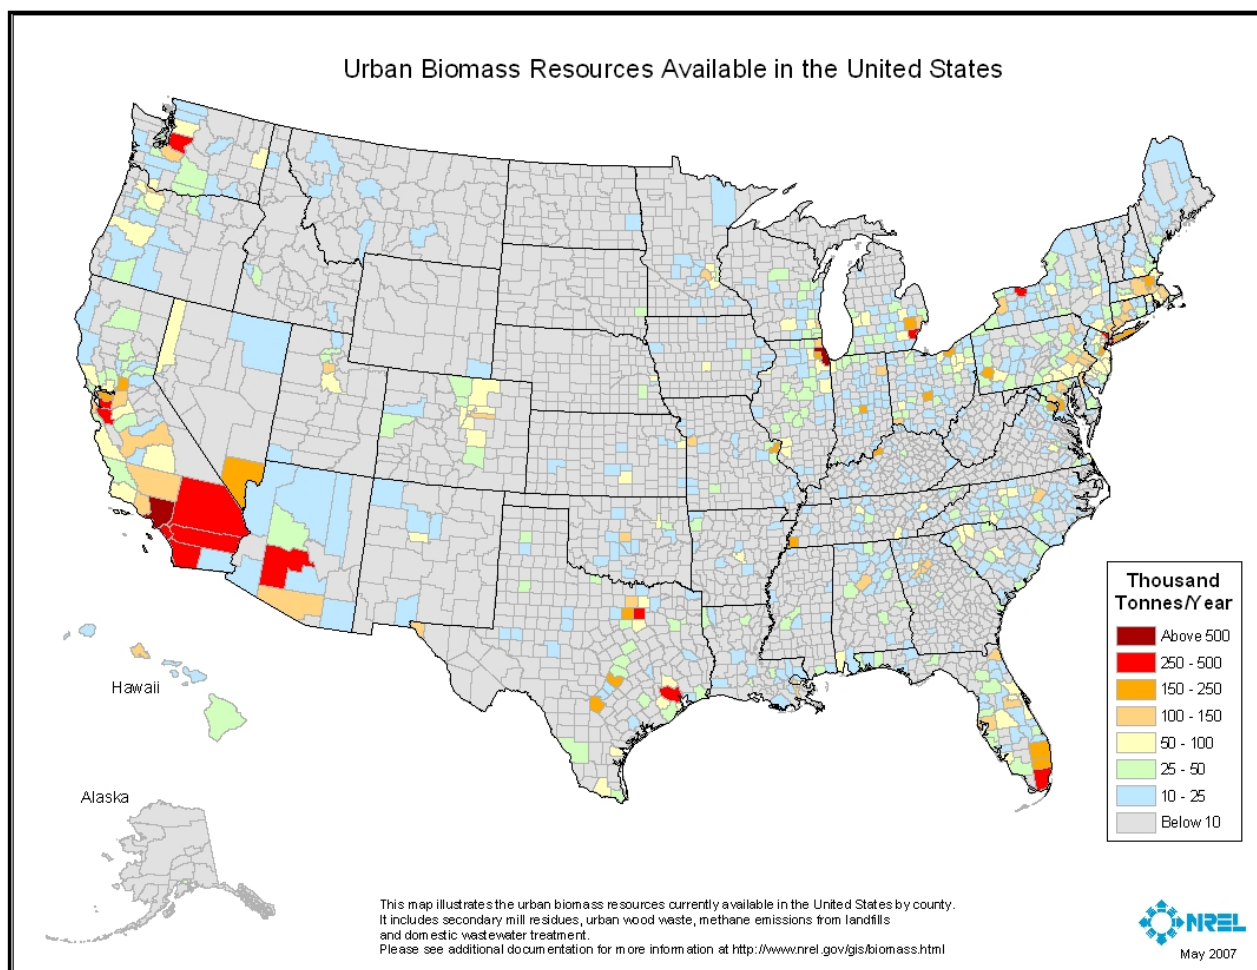 Urban Biomass Resources Available in the United States
Hawaii
Alaska
Thousand
Tonnes/Year
Above 500
250 - 500
150 - 250
100 - 150
50 - 100
25 - 50
10 - 25
Below 10
This map illustrates the urban biomass resources currently available in the United States by county.
It includes secondary mill residues, urban wood waste, methane emissions from landfills
and domestic wastewater treatment.
Please see additional documentation for more information at http://www.nrel.gov/gis/biomass.html
NREL
May 2007